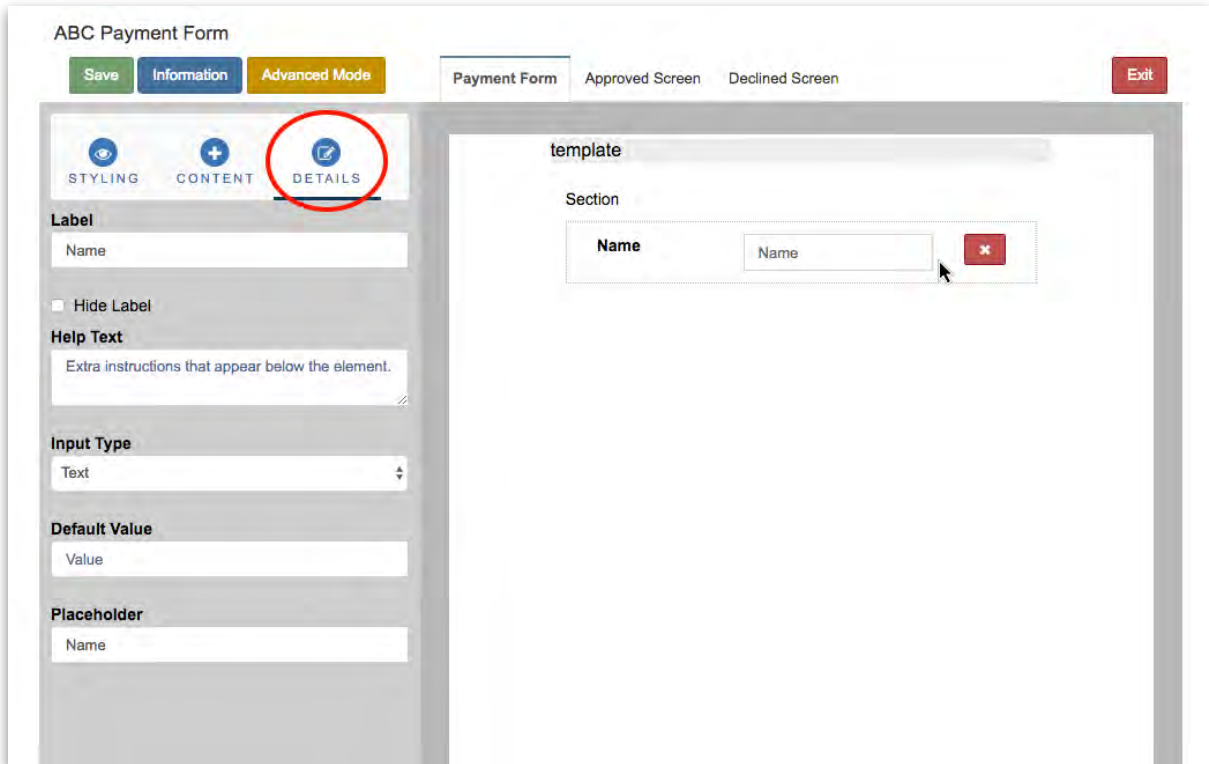 ABC Payment Form
Save Information Advanced Mode Payment Form Approved Screen Declined Screen Exit
STYLING CONTENT DETAILS
Label
Name
Hide Label
Help Text
Extra instructions that appear below the element.
Input Type
Text
Default Value
Value
Placeholder
Name
template
Section
Name Name